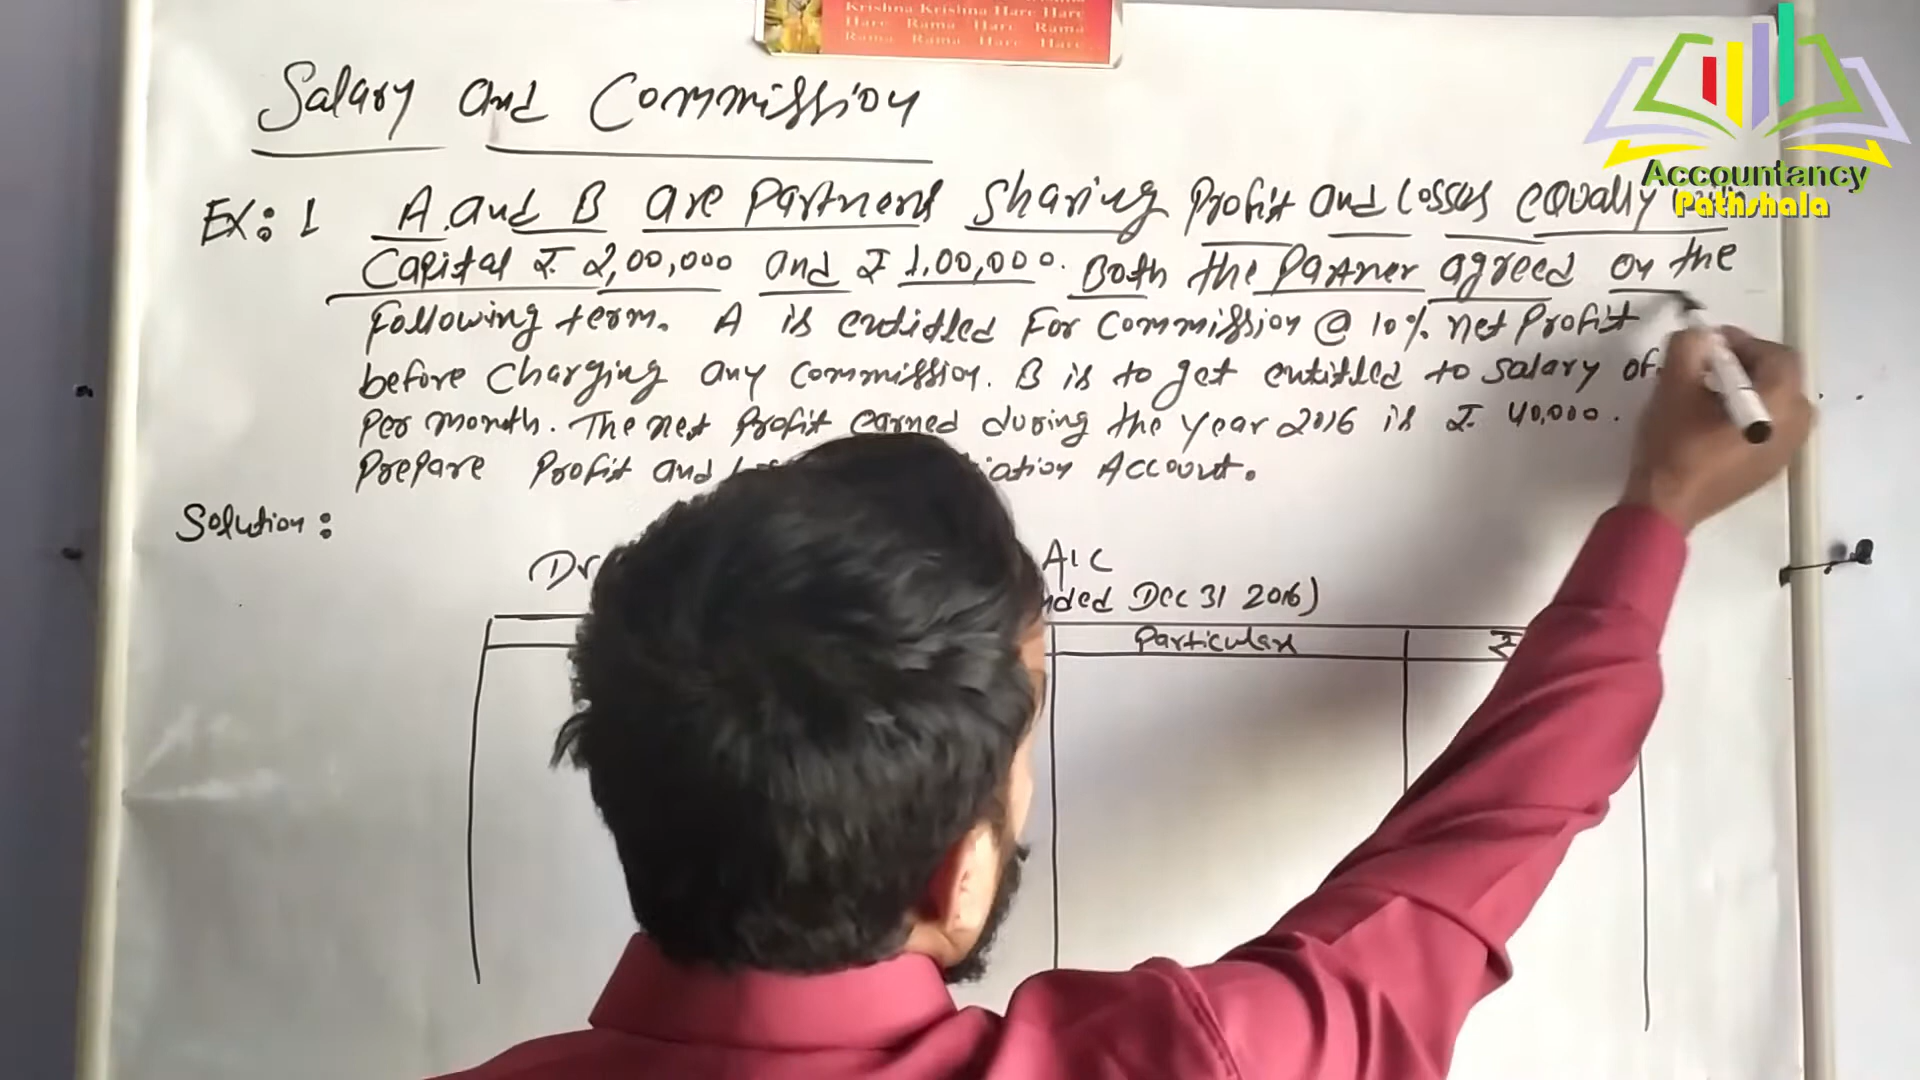 Krishna Krishna Hare Hare
Hare Rama Hare Rama
Rama Rama Hare Hare
Accountancy
Pathshala
Salary and Commission
Ex: 1 A and B are Partners Sharing Profit and Losses equally
Capital ₹ 2,00,000 and ₹ 1,00,000. Both the Partner agreed on the
following term. A is entitled For Commission @ 10% net Profit
before Charging any Commission. B is to get entitled to Salary of
Per month. The net Profit earned during the year 2016 is ₹ 40,000.
Prepare Profit and Account.
Solution:
Dr A/C
Dec 31 2016)
Particulars ₹